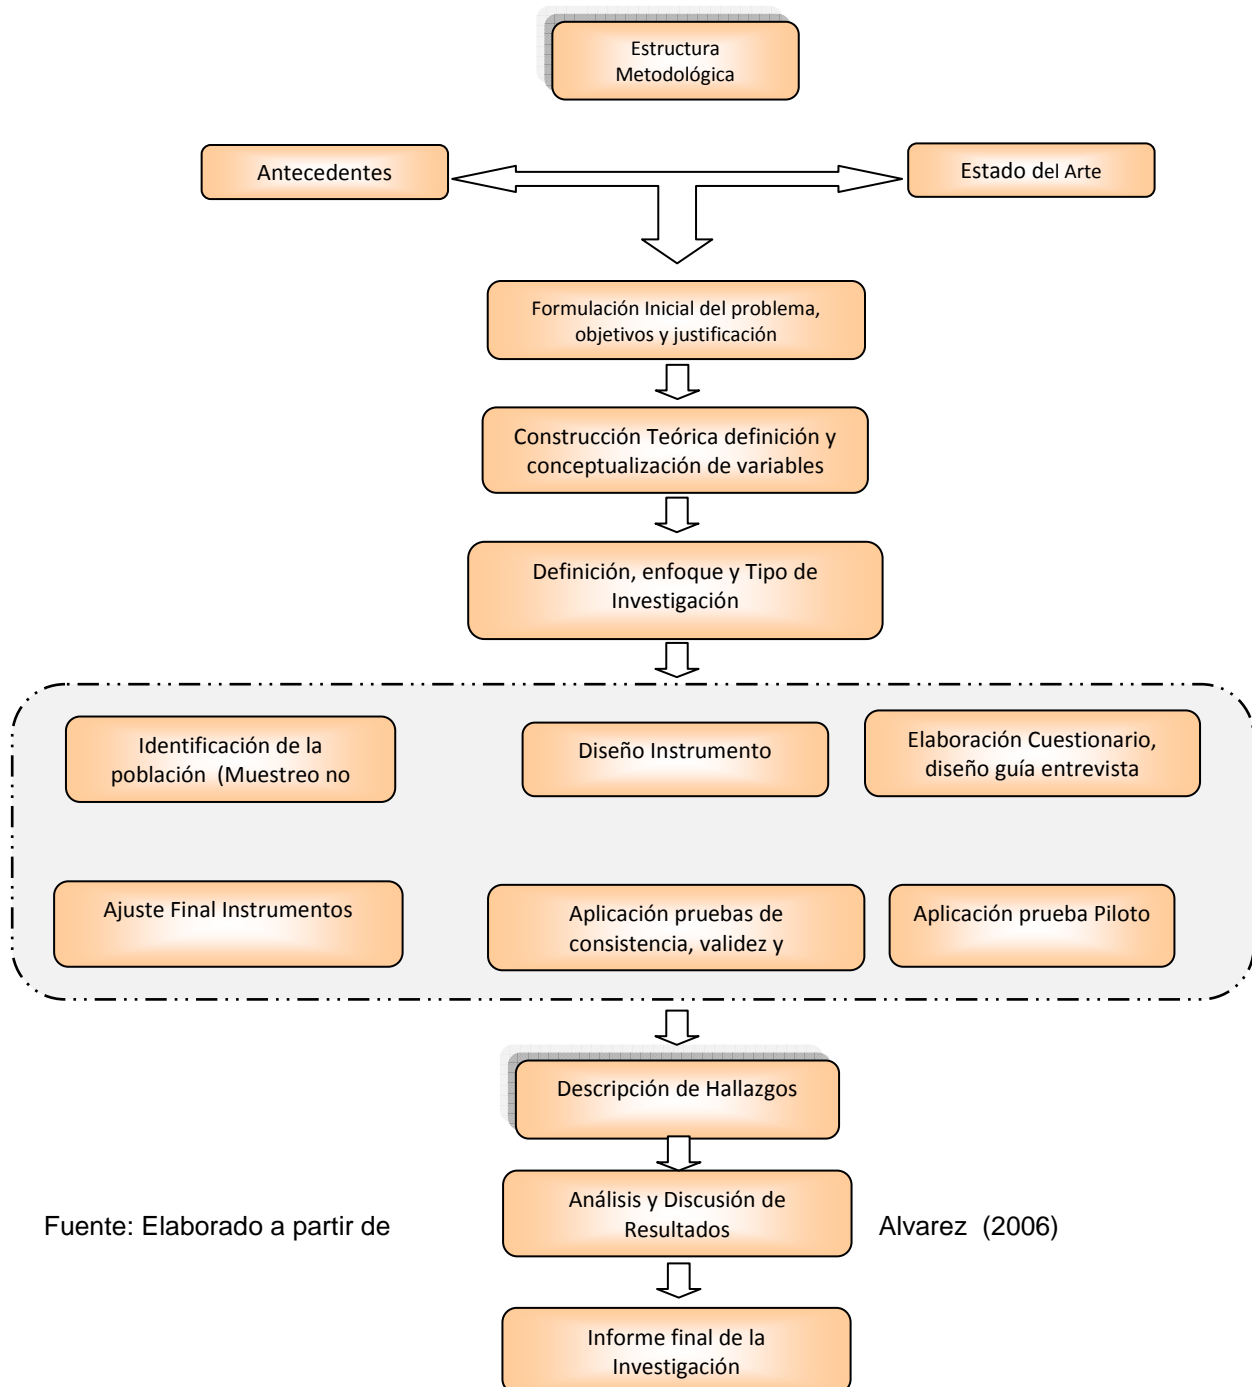 Estructura
Metodológica
Antecedentes
Estado del Arte
Formulación Inicial del problema,
objetivos y justificación
Construcción Teórica definición y
conceptualización de variables
Definición, enfoque y Tipo de
Investigación
Identificación de la
población (Muestreo no
Diseño Instrumento
Elaboración Cuestionario,
diseño guía entrevista
Ajuste Final Instrumentos
Aplicación pruebas de
consistencia, validez y
Aplicación prueba Piloto
Descripción de Hallazgos
Análisis y Discusión de
Resultados
Fuente: Elaborado a partir de Alvarez (2006)
Informe final de la
Investigación